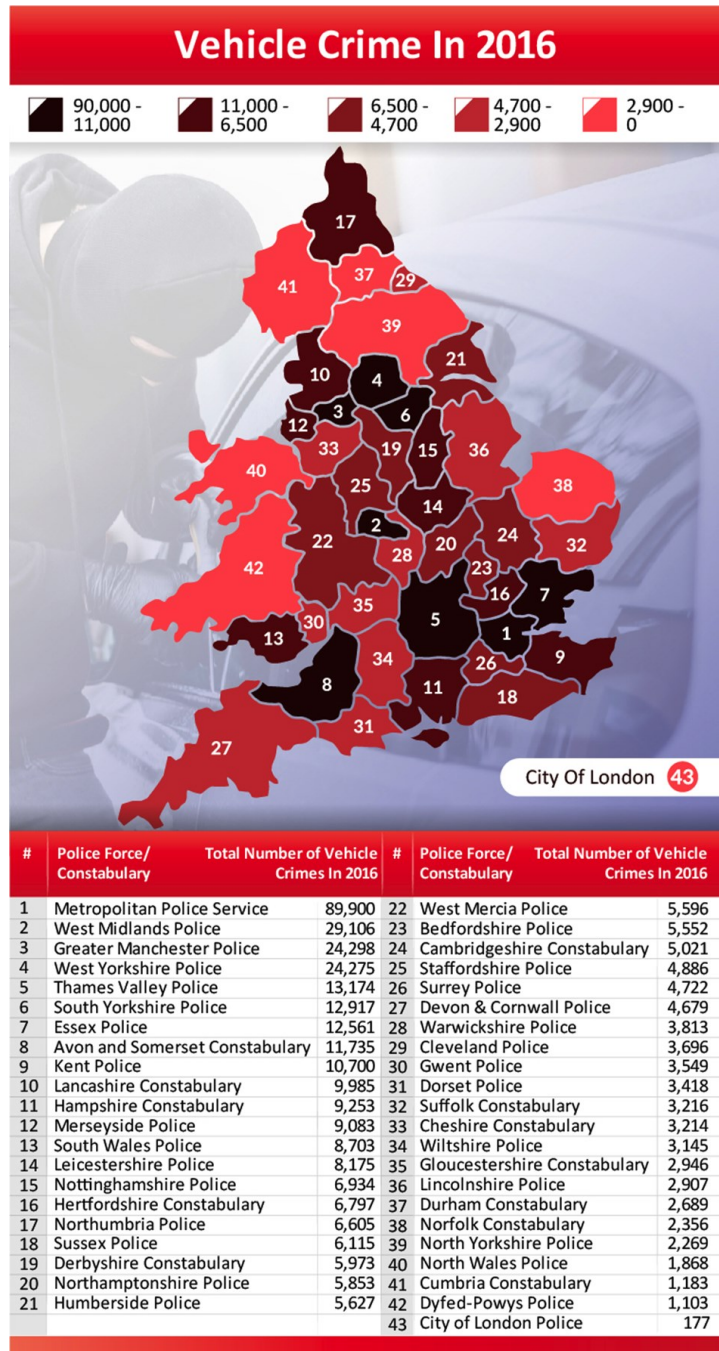 Vehicle Crime In 2016
90,000 -
11,000
11,000 -
6,500
6,500 -
4,700
4,700 -
2,900
2,900 -
0
17
41
37
29
39
21
10
4
3
6
12
33
19
15
36
40
25
38
14
2
22
28
20
24
32
42
23
16
7
35
30
5
1
13
34
26
9
8
11
18
31
27
City Of London 43
# Police Force/ Total Number of Vehicle
Constabulary Crimes In 2016
1 Metropolitan Police Service 89,900
2 West Midlands Police 29,106
3 Greater Manchester Police 24,298
4 West Yorkshire Police 24,275
5 Thames Valley Police 13,174
6 South Yorkshire Police 12,917
7 Essex Police 12,561
8 Avon and Somerset Constabulary 11,735
9 Kent Police 10,700
10 Lancashire Constabulary 9,985
11 Hampshire Constabulary 9,253
12 Merseyside Police 9,083
13 South Wales Police 8,703
14 Leicestershire Police 8,175
15 Nottinghamshire Police 6,934
16 Hertfordshire Constabulary 6,797
17 Northumbria Police 6,605
18 Sussex Police 6,115
19 Derbyshire Constabulary 5,973
20 Northamptonshire Police 5,853
21 Humberside Police 5,627
# Police Force/ Total Number of Vehicle
Constabulary Crimes In 2016
22 West Mercia Police 5,596
23 Bedfordshire Police 5,552
24 Cambridgeshire Constabulary 5,021
25 Staffordshire Police 4,886
26 Surrey Police 4,722
27 Devon & Cornwall Police 4,679
28 Warwickshire Police 3,813
29 Cleveland Police 3,696
30 Gwent Police 3,549
31 Dorset Police 3,418
32 Suffolk Constabulary 3,216
33 Cheshire Constabulary 3,214
34 Wiltshire Police 3,145
35 Gloucestershire Constabulary 2,946
36 Lincolnshire Police 2,907
37 Durham Constabulary 2,689
38 Norfolk Constabulary 2,356
39 North Yorkshire Police 2,269
40 North Wales Police 1,868
41 Cumbria Constabulary 1,183
42 Dyfed-Powys Police 1,103
43 City of London Police 177